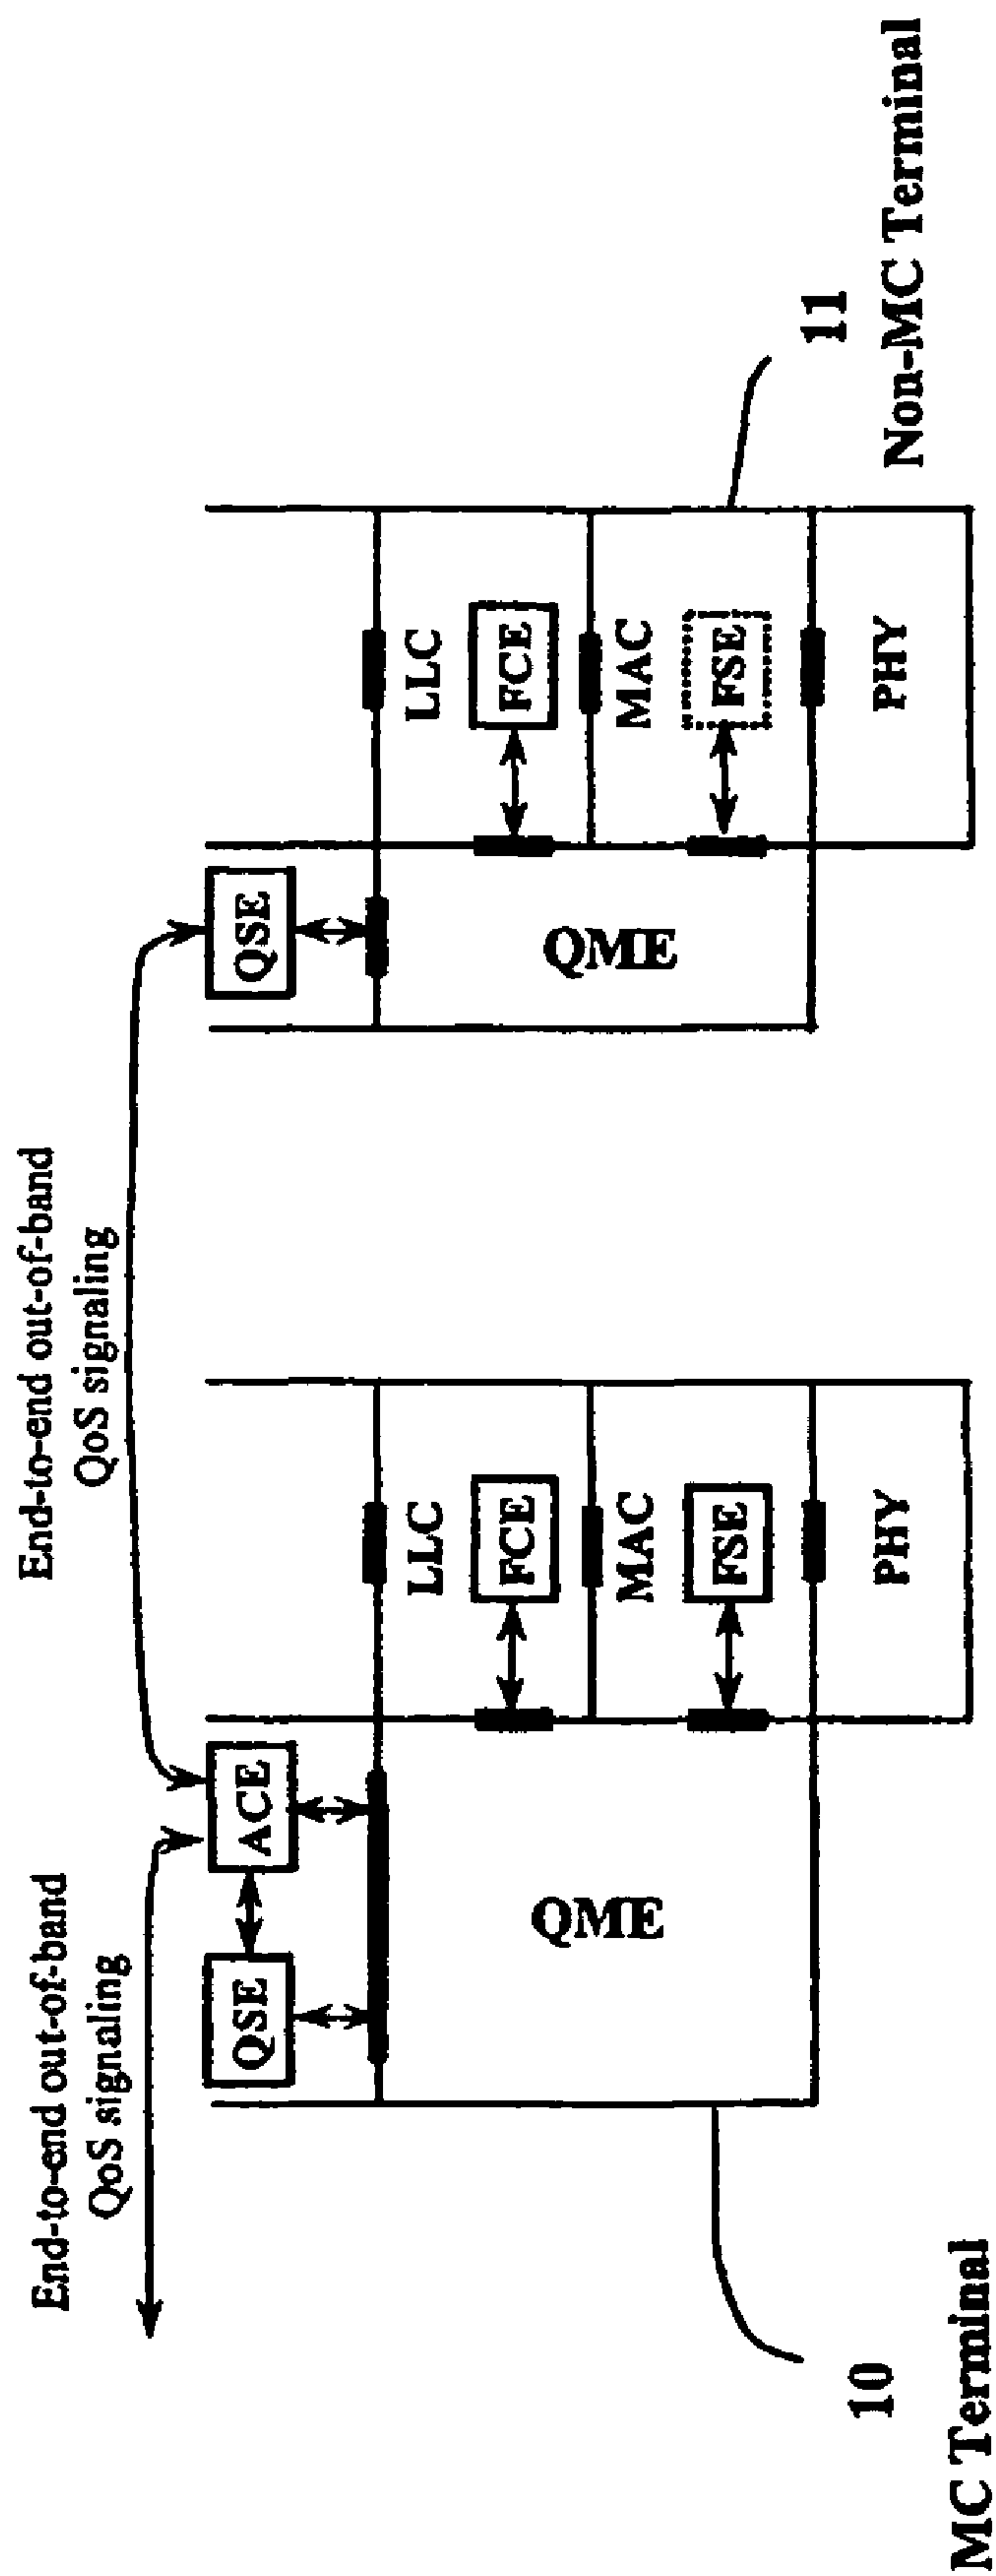 End-to-end out-of-band
QoS signaling
End-to-end out-of-band
QoS signaling
QSE
ACE
QSE
LLC
LLC
FCE
FCE
QME
QME
MAC
MAC
FSE
FSE
PHY
PHY
10
MC Terminal
11
Non-MC Terminal